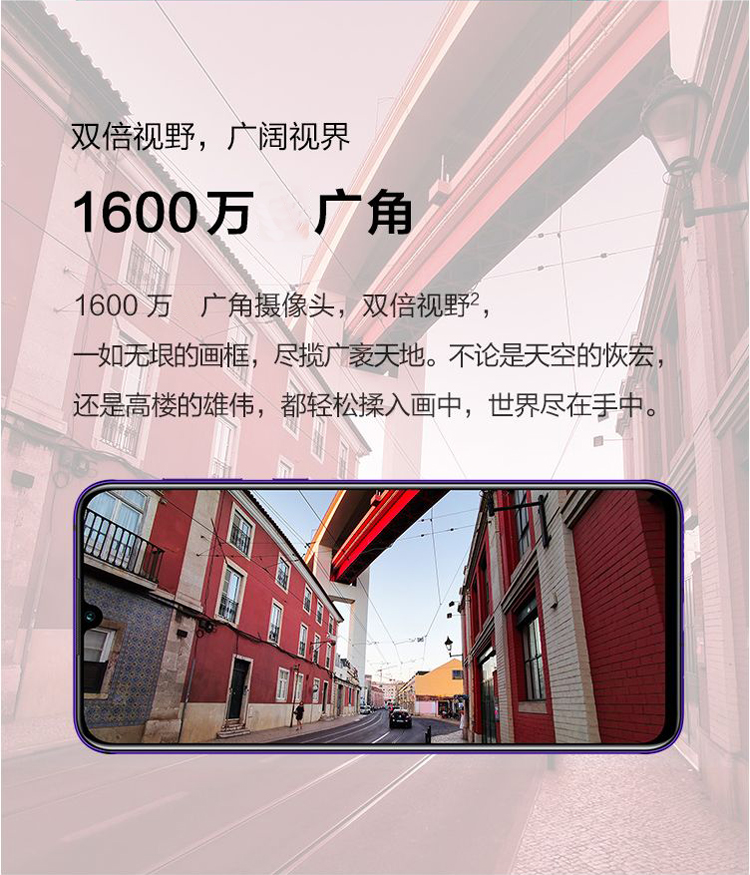 双倍视野，广阔视界
1600万 广角
1600 万 广角摄像头，双倍视野²，
一如无垠的画框，尽揽广袤天地。不论是天空的恢宏，
还是高楼的雄伟，都轻松揉入画中，世界尽在手中。